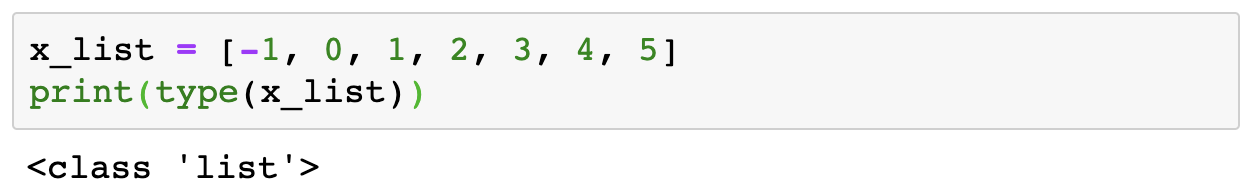 x_list = [-1, 0, 1, 2, 3, 4, 5]
print(type(x_list))
<class 'list'>